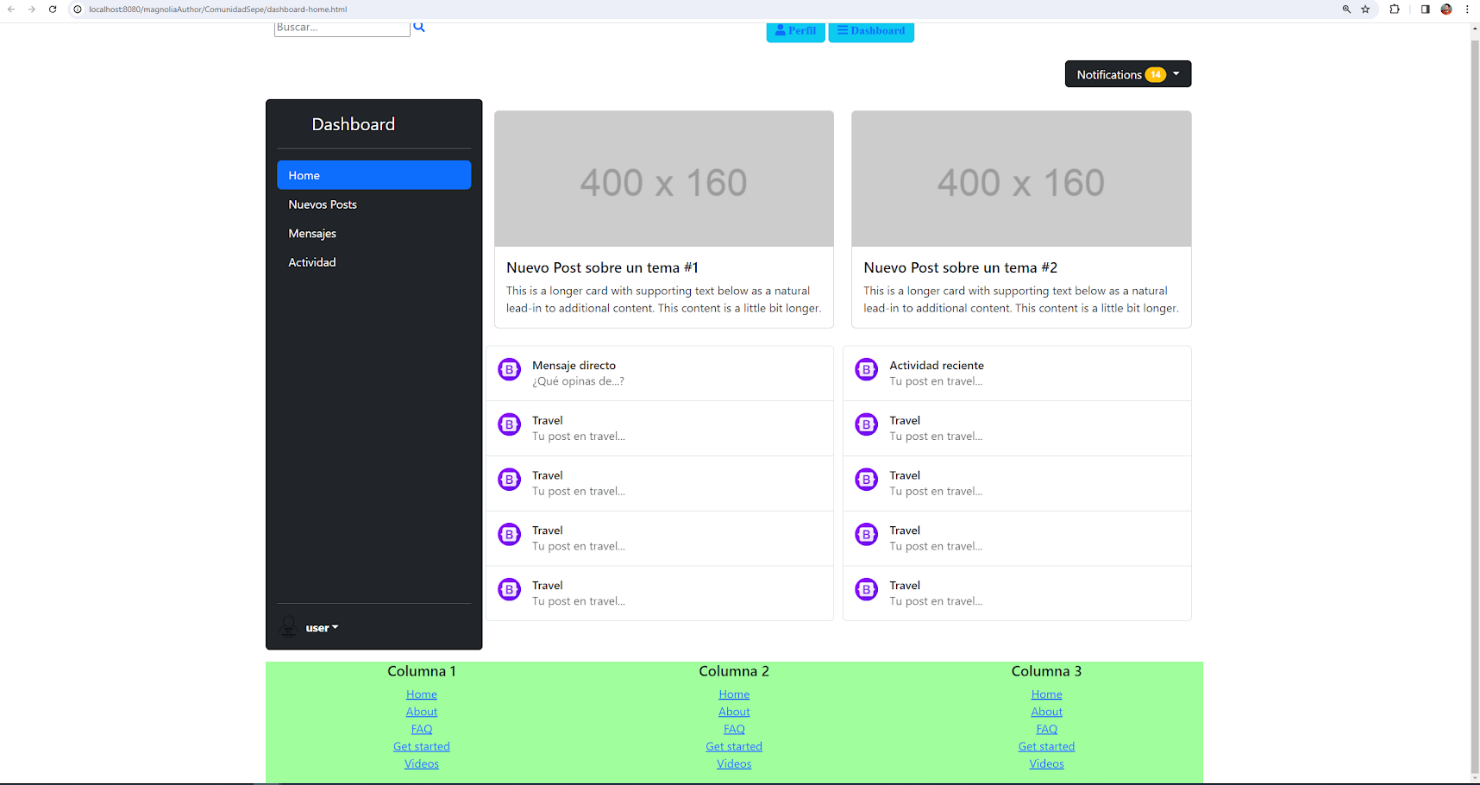 localhost:8080/magnoliaAuthor/ComunidadSepe/dashboard-home.html
Buscar...
Perfil
Dashboard
Notifications 14
Dashboard
Home
Nuevos Posts
Mensajes
Actividad
user
400 x 160
Nuevo Post sobre un tema #1
This is a longer card with supporting text below as a natural
lead-in to additional content. This content is a little bit longer.
400 x 160
Nuevo Post sobre un tema #2
This is a longer card with supporting text below as a natural
lead-in to additional content. This content is a little bit longer.
B
Mensaje directo
¿Qué opinas de...?
B
Travel
Tu post en travel...
B
Travel
Tu post en travel...
B
Travel
Tu post en travel...
B
Travel
Tu post en travel...
B
Actividad reciente
Tu post en travel...
B
Travel
Tu post en travel...
B
Travel
Tu post en travel...
B
Travel
Tu post en travel...
B
Travel
Tu post en travel...
Columna 1
Home
About
FAQ
Get started
Videos
Columna 2
Home
About
FAQ
Get started
Videos
Columna 3
Home
About
FAQ
Get started
Videos